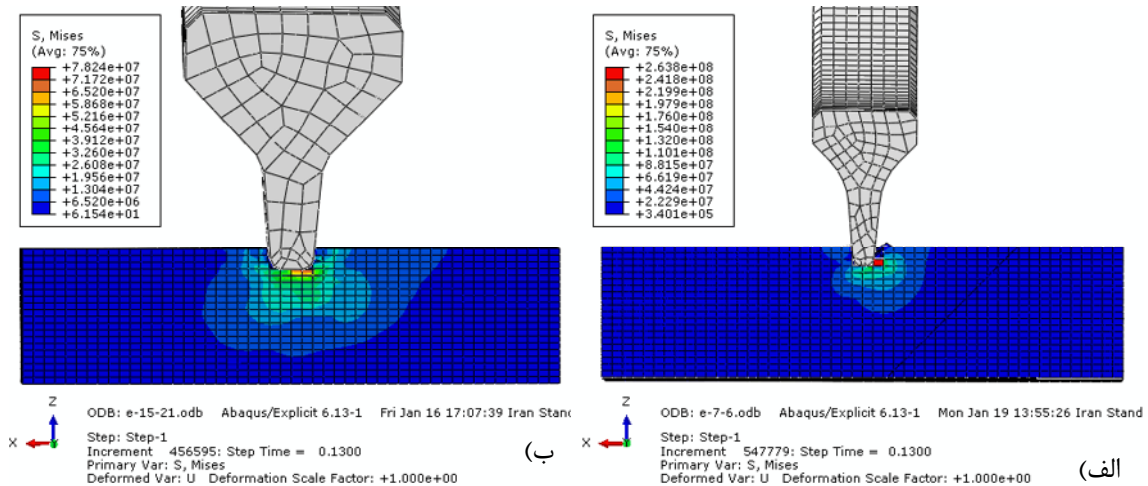 S, Mises
(Avg: 75%)
+7.824e+07
+7.172e+07
+6.520e+07
+5.868e+07
+5.216e+07
+4.564e+07
+3.912e+07
+3.260e+07
+2.608e+07
+1.956e+07
+1.304e+07
+6.520e+06
+6.154e+01
Z
X
Y
ODB: e-15-21.odb Abaqus/Explicit 6.13-1 Fri Jan 16 17:07:39 Iran Stand
Step: Step-1
Increment 456595: Step Time = 0.1300
Primary Var: S, Mises
Deformed Var: U Deformation Scale Factor: +1.000e+00
ب)
S, Mises
(Avg: 75%)
+2.638e+08
+2.418e+08
+2.199e+08
+1.979e+08
+1.760e+08
+1.540e+08
+1.320e+08
+1.101e+08
+8.815e+07
+6.619e+07
+4.424e+07
+2.229e+07
+3.401e+05
Z
X
Y
ODB: e-7-6.odb Abaqus/Explicit 6.13-1 Mon Jan 19 13:55:26 Iran Stand
Step: Step-1
Increment 547779: Step Time = 0.1300
Primary Var: S, Mises
Deformed Var: U Deformation Scale Factor: +1.000e+00
الف)